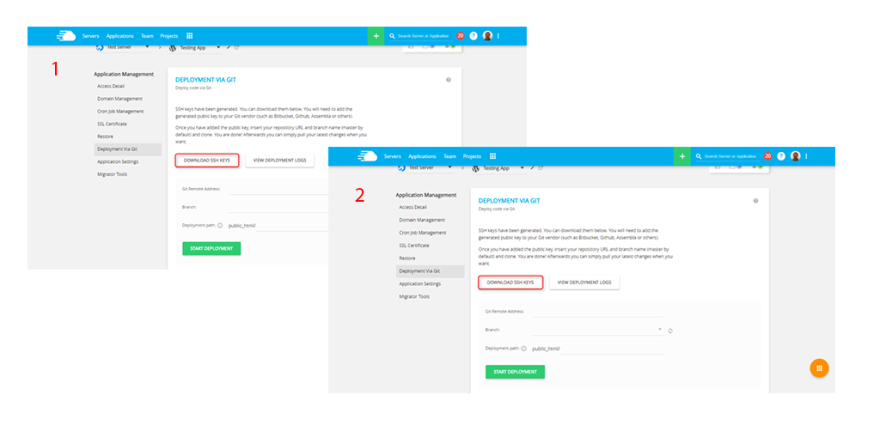 1
Servers Applications Team Projects
Search Server or Application
Test Server
Testing App
Application Management
Access Detail
Domain Management
Cron Job Management
SSL Certificate
Restore
Deployment Via Git
Application Settings
Migrator Tools
DEPLOYMENT VIA GIT
Deploy code via Git
SSH keys have been generated. You can download them below. You will need to add the
generated public key to your Git vendor (such as Bitbucket, Github, Assembla or others).
Once you have added the public key, insert your repository URL and branch name (master by
default) and clone. You are done! Afterwards you can simply pull your latest changes when you
want.
DOWNLOAD SSH KEYS VIEW DEPLOYMENT LOGS
Git Remote Address:
Branch:
Deployment path: public_html/
START DEPLOYMENT
2
Servers Applications Team Projects
Search Server or Application
Test Server
Testing App
Application Management
Access Detail
Domain Management
Cron Job Management
SSL Certificate
Restore
Deployment Via Git
Application Settings
Migrator Tools
DEPLOYMENT VIA GIT
Deploy code via Git
SSH keys have been generated. You can download them below. You will need to add the
generated public key to your Git vendor (such as Bitbucket, Github, Assembla or others).
Once you have added the public key, insert your repository URL and branch name (master by
default) and clone. You are done! Afterwards you can simply pull your latest changes when you
want.
DOWNLOAD SSH KEYS VIEW DEPLOYMENT LOGS
Git Remote Address:
Branch:
Deployment path: public_html/
START DEPLOYMENT